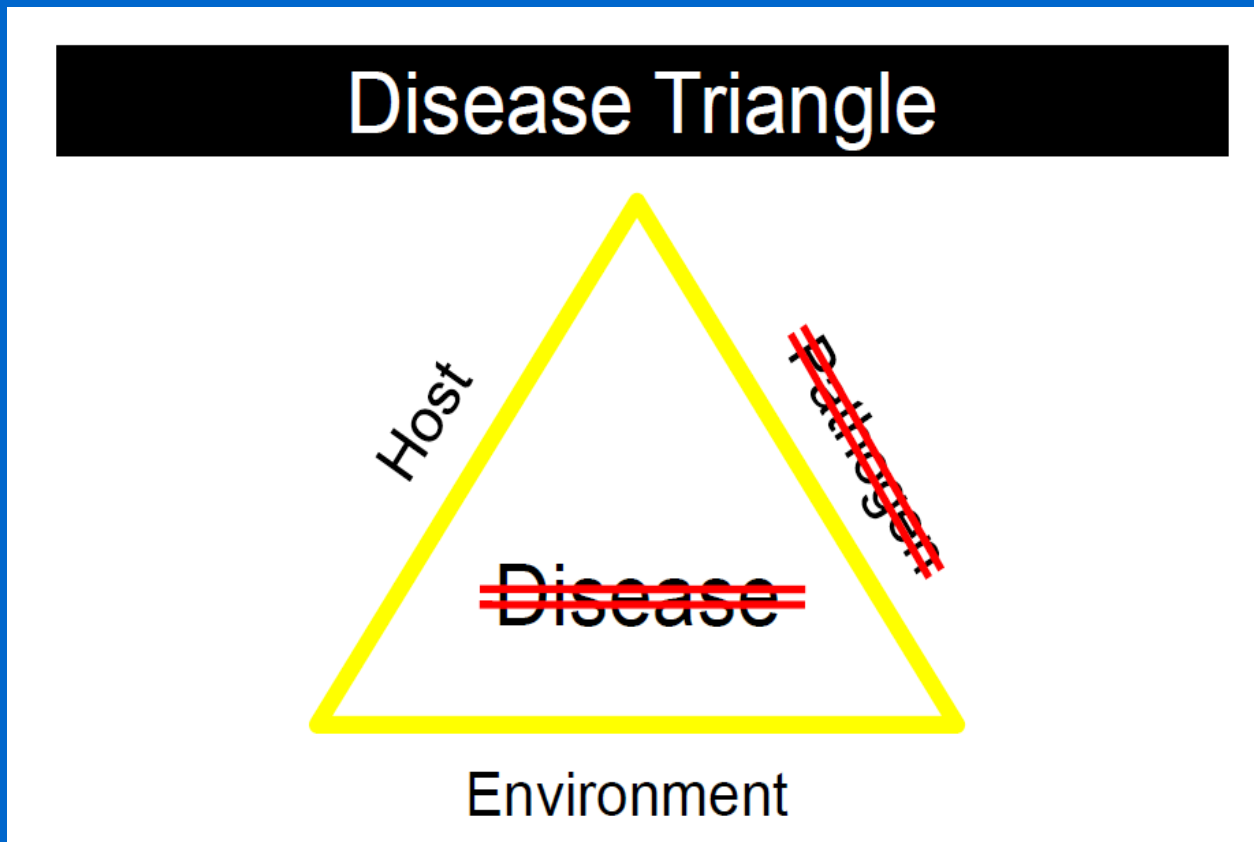 Disease Triangle
Host
Pathogen
Disease
Environment